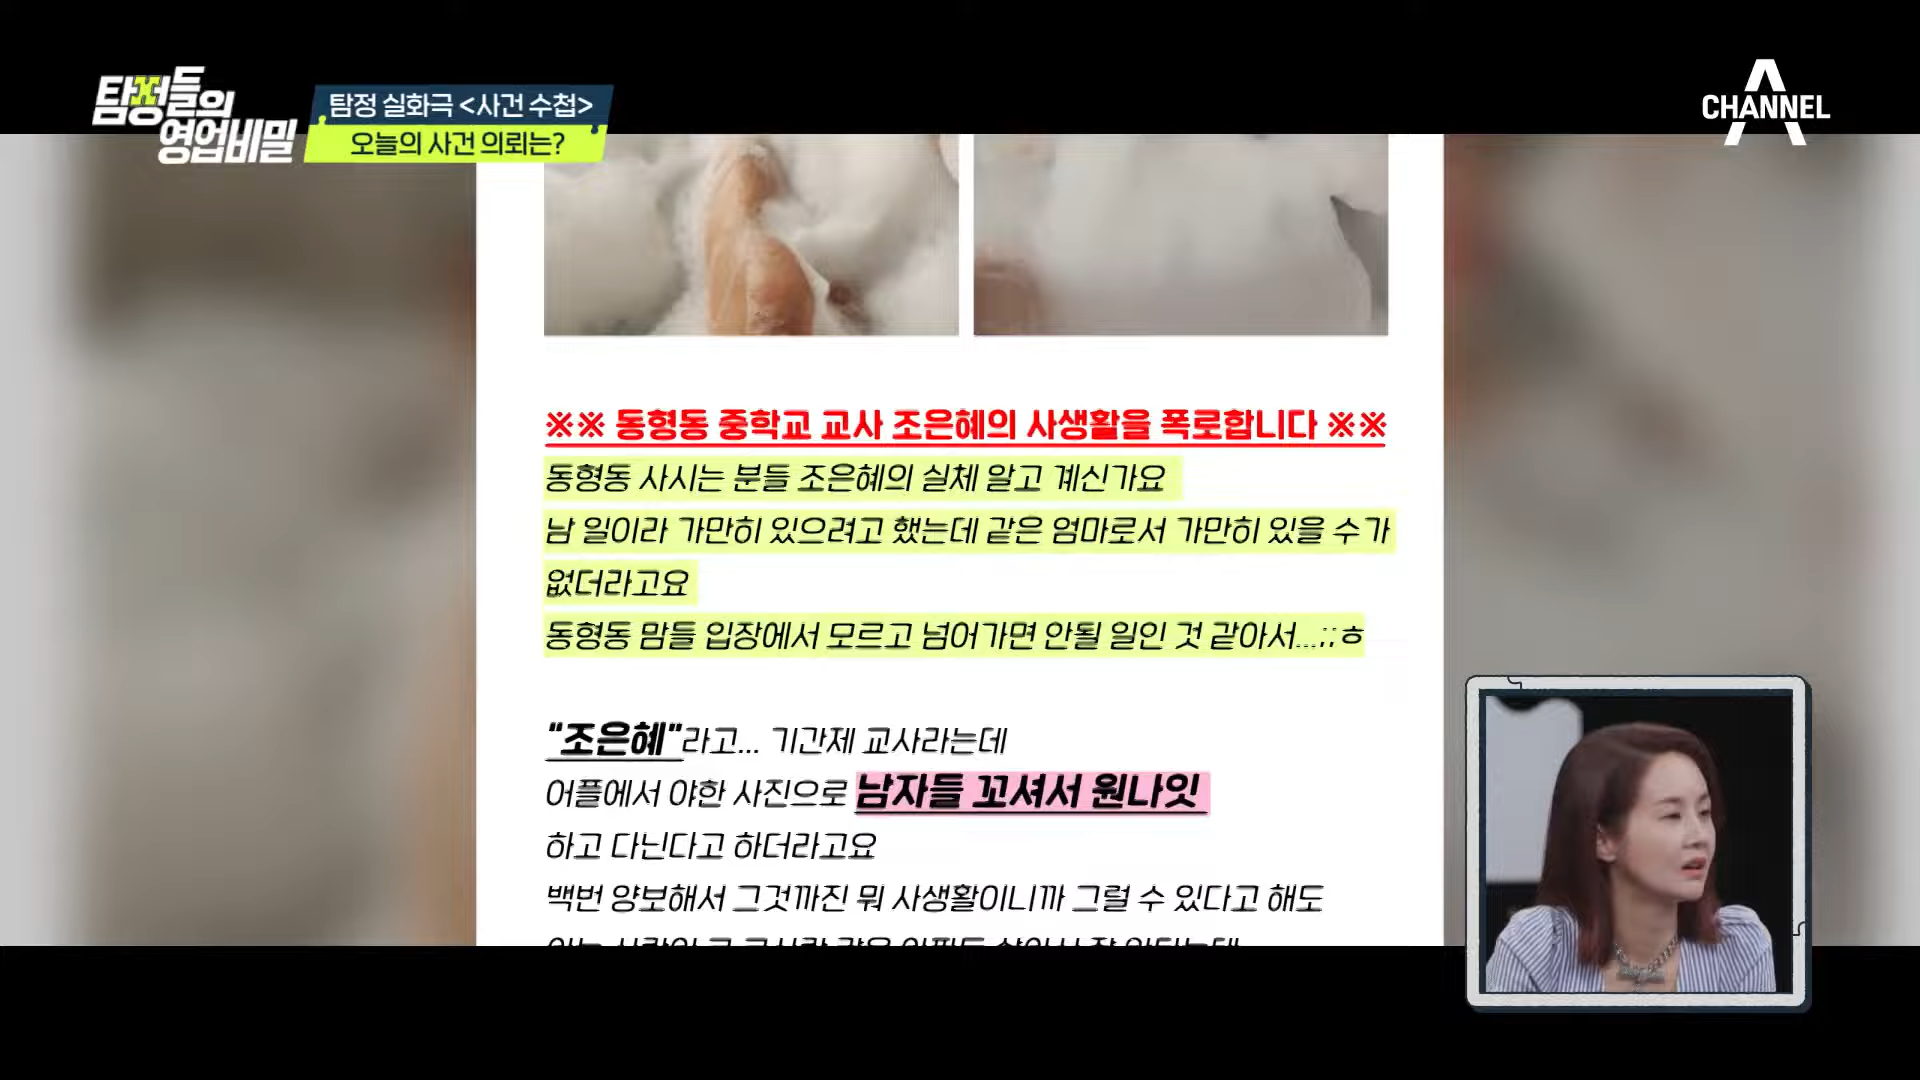 탐정들의
영업비밀
탐정 실화극 <사건 수첩>
오늘의 사건 의뢰는?
CHANNEL A
※※ 동형동 중학교 교사 조은혜의 사생활을 폭로합니다 ※※
동형동 사시는 분들 조은혜의 실체 알고 계신가요
남 일이라 가만히 있으려고 했는데 같은 엄마로서 가만히 있을 수가
없더라고요
동형동 맘들 입장에서 모르고 넘어가면 안될 일인 것 같아서...;;ㅎ
"조은혜"라고... 기간제 교사라는데
어플에서 야한 사진으로 남자들 꼬셔서 원나잇
하고 다닌다고 하더라고요
백번 양보해서 그것까진 뭐 사생활이니까 그럴 수 있다고 해도